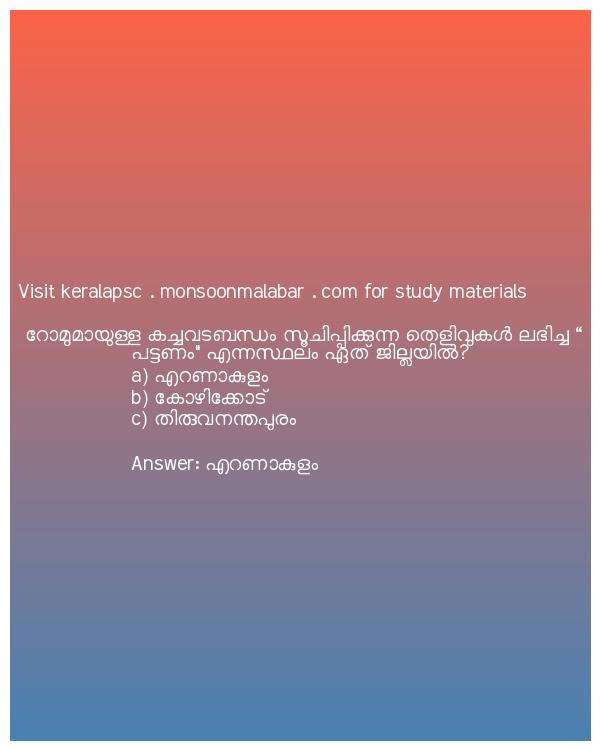 Visit keralapsc . monsoonmalabar . com for study materials
റോമുമായുള്ള കച്ചവടബന്ധം സൂചിപ്പിക്കുന്ന തെളിവുകൾ ലഭിച്ച “
പട്ടണം" എന്നസ്ഥലം ഏത് ജില്ലയിൽ?
a) എറണാകുളം
b) കോഴിക്കോട്
c) തിരുവനന്തപുരം
Answer: എറണാകുളം